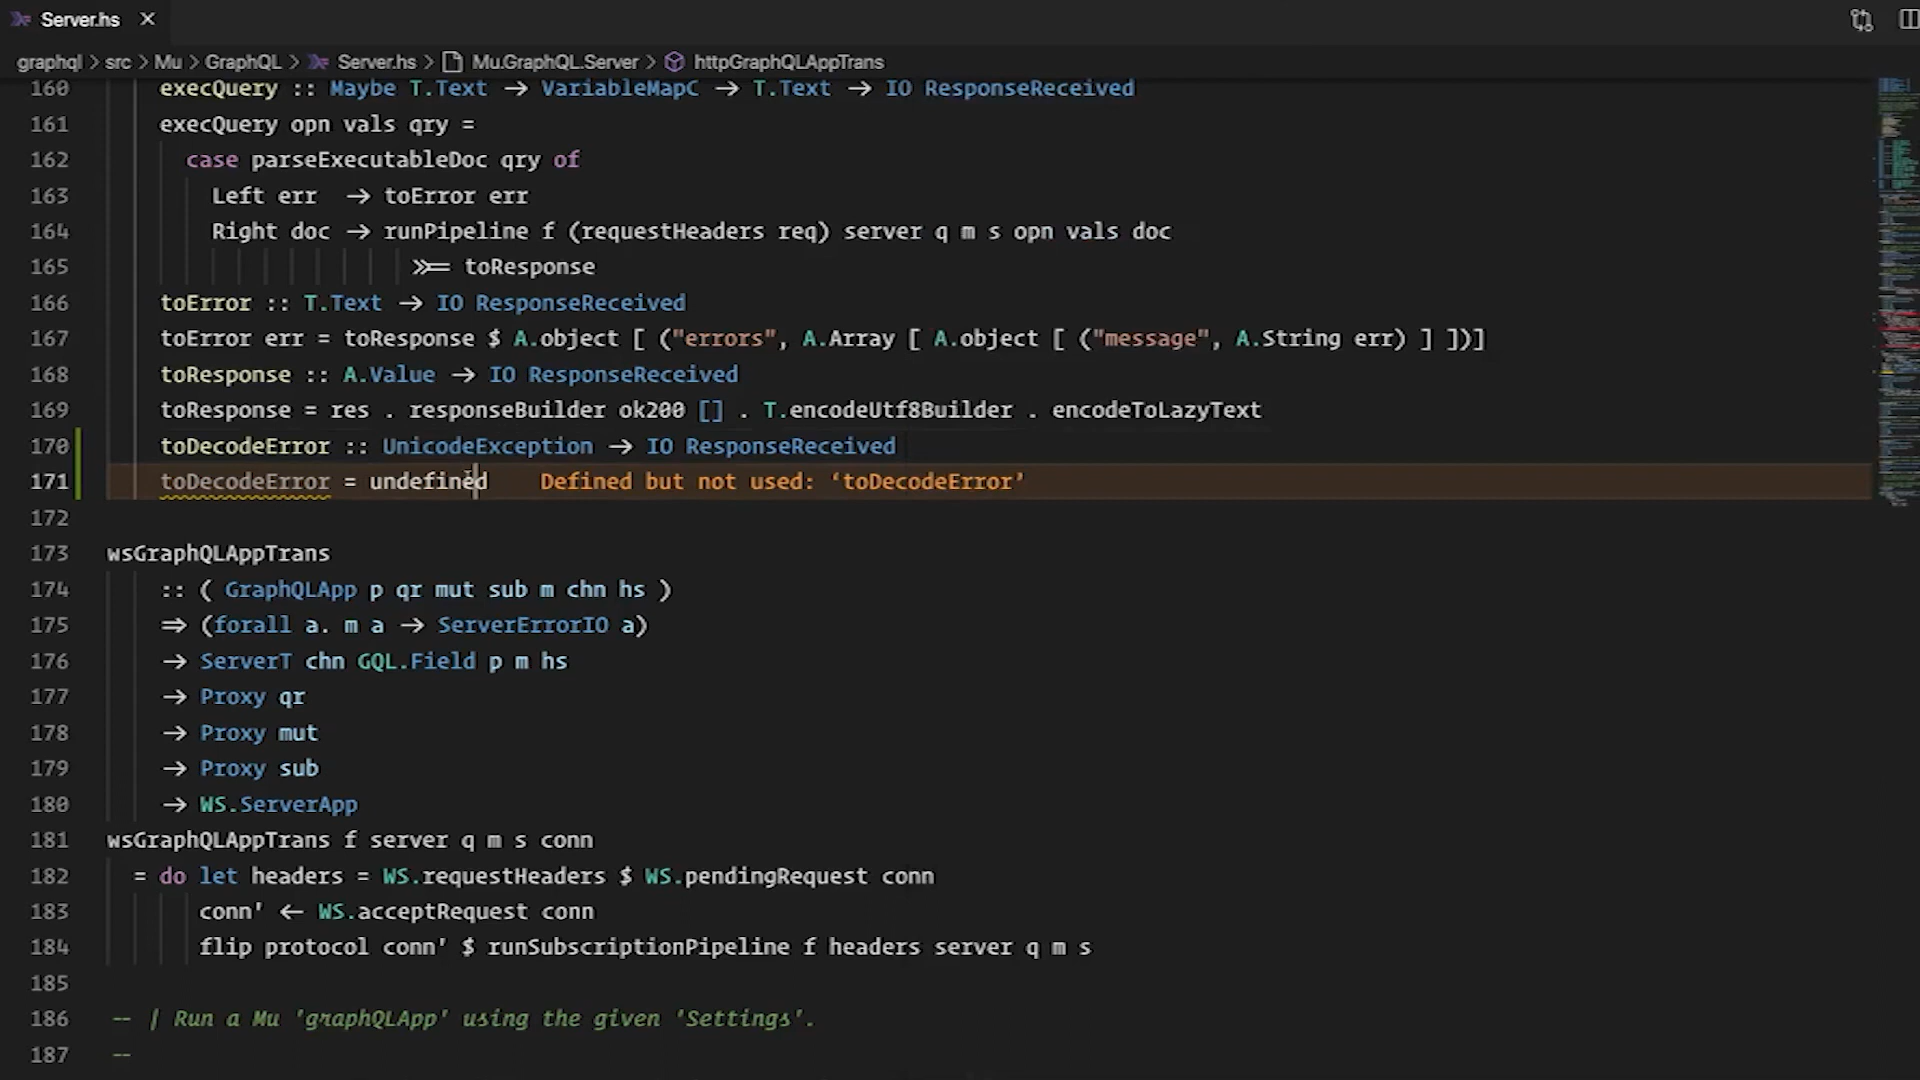 Server.hs
graphql > src > Mu > GraphQL > Server.hs > Mu.GraphQL.Server > httpGraphQLAppTrans
160 execQuery :: Maybe T.Text → VariableMapC → T.Text → IO ResponseReceived
161 execQuery opn vals qry =
162 case parseExecutableDoc qry of
163 Left err → toError err
164 Right doc → runPipeline f (requestHeaders req) server q m s opn vals doc
165 >>= toResponse
166 toError :: T.Text → IO ResponseReceived
167 toError err = toResponse $ A.object [ ("errors", A.Array [ A.object [ ("message", A.String err) ] ])]
168 toResponse :: A.Value → IO ResponseReceived
169 toResponse = res . responseBuilder ok200 [] . T.encodeUtf8Builder . encodeToLazyText
170 toDecodeError :: UnicodeException → IO ResponseReceived
171 toDecodeError = undefined Defined but not used: ‘toDecodeError’
172
173 wsGraphQLAppTrans
174 :: ( GraphQLApp p qr mut sub m chn hs )
175 ⇒ (forall a. m a → ServerErrorIO a)
176 → ServerT chn GQL.Field p m hs
177 → Proxy qr
178 → Proxy mut
179 → Proxy sub
180 → WS.ServerApp
181 wsGraphQLAppTrans f server q m s conn
182 = do let headers = WS.requestHeaders $ WS.pendingRequest conn
183 conn' ← WS.acceptRequest conn
184 flip protocol conn' $ runSubscriptionPipeline f headers server q m s
185
186 -- | Run a Mu 'graphQLApp' using the given 'Settings'.
187 --